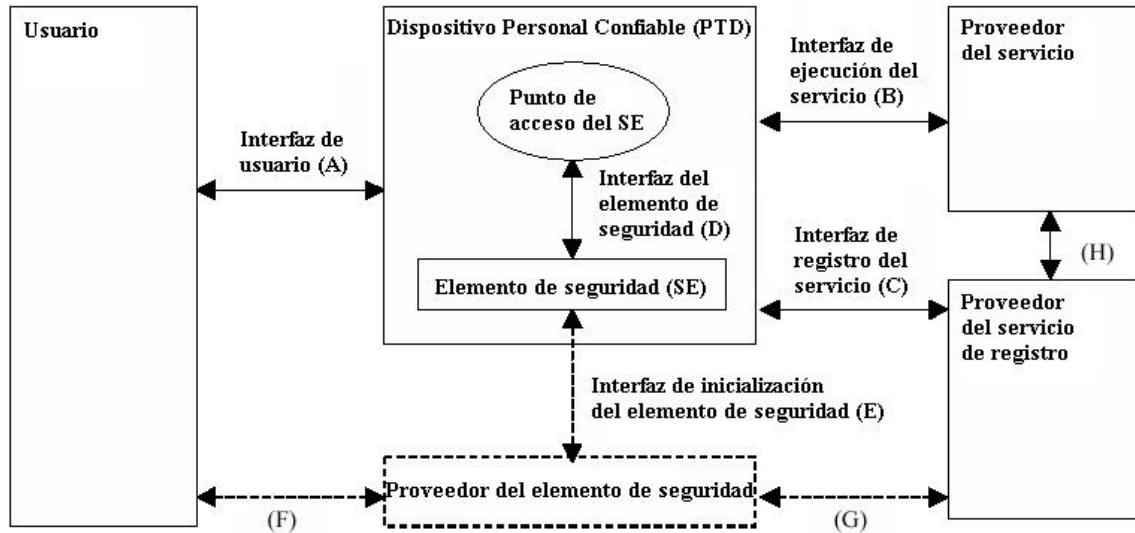 Usuario
Dispositivo Personal Confiable (PTD)
Proveedor
del servicio
Interfaz de
ejecución del
servicio (B)
Punto de
acceso del SE
Interfaz de
usuario (A)
Interfaz del
elemento de
seguridad (D)
Interfaz de
registro del
servicio (C)
(H)
Elemento de seguridad (SE)
Proveedor
del servicio
de registro
Interfaz de inicialización
del elemento de seguridad (E)
Proveedor del elemento de seguridad
(F)
(G)